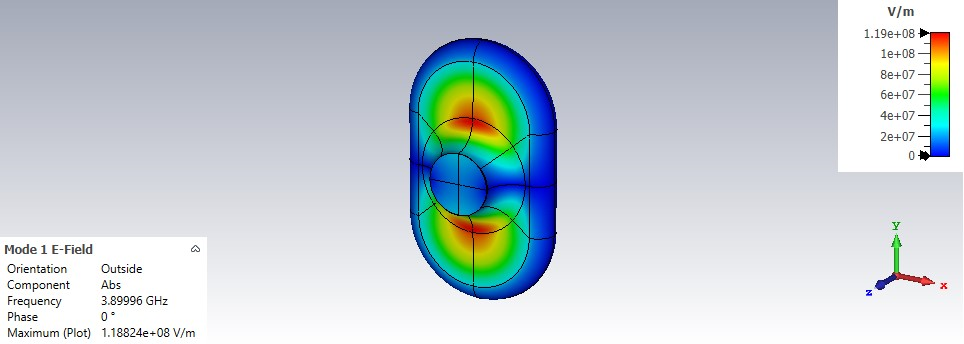 V/m
1.19e+08
1e+08
8e+07
6e+07
4e+07
2e+07
0
Mode 1 E-Field
Orientation Outside
Component Abs
Frequency 3.89996 GHz
Phase 0 °
Maximum (Plot) 1.18824e+08 V/m
y
z x